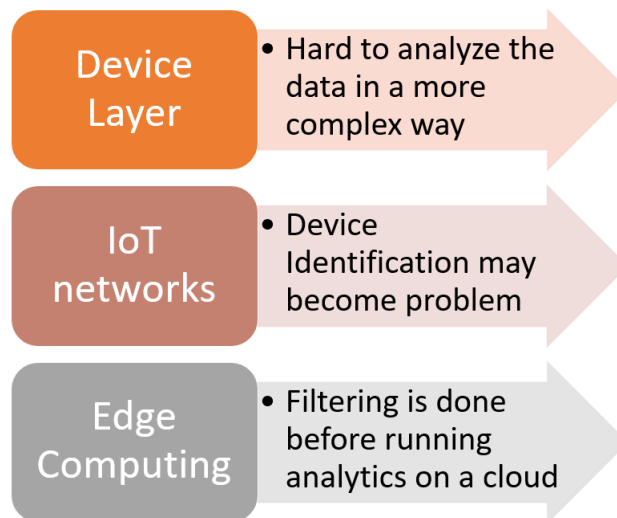 Device
Layer
• Hard to analyze the
data in a more
complex way
IoT
networks
• Device
Identification may
become problem
Edge
Computing
• Filtering is done
before running
analytics on a cloud